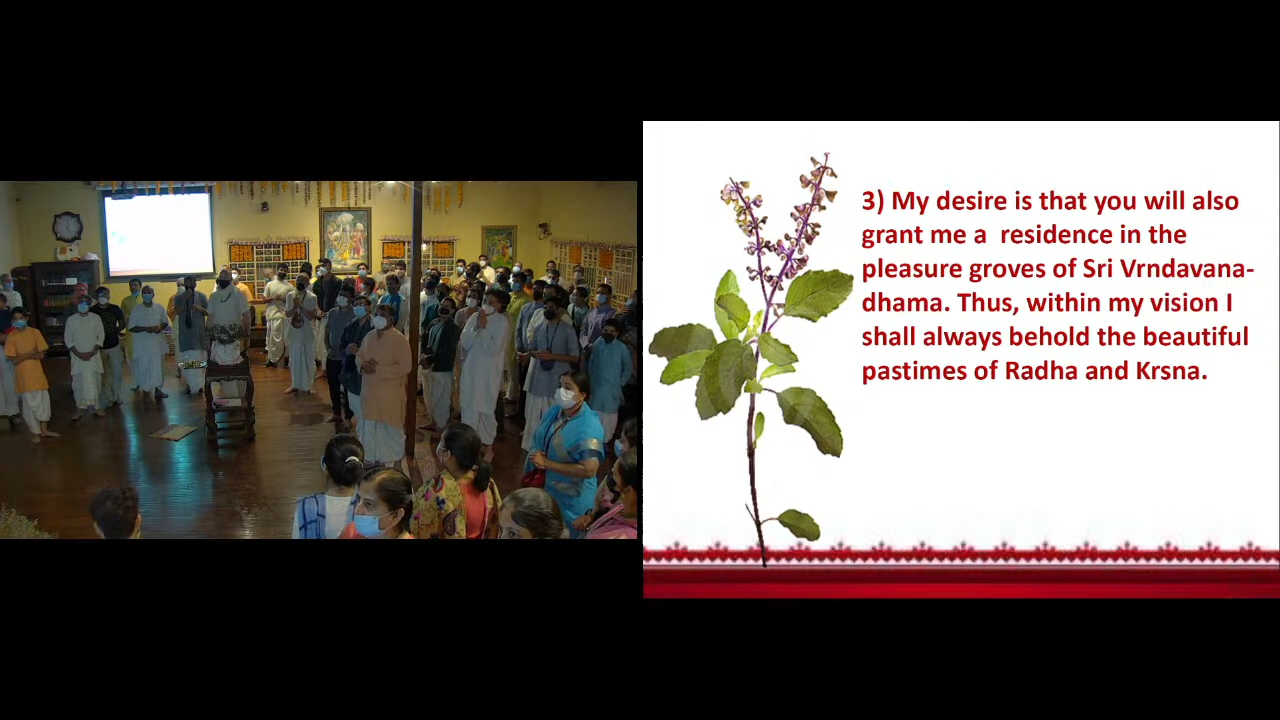 3) My desire is that you will also
grant me a residence in the
pleasure groves of Sri Vrndavana-
dhama. Thus, within my vision I
shall always behold the beautiful
pastimes of Radha and Krsna.